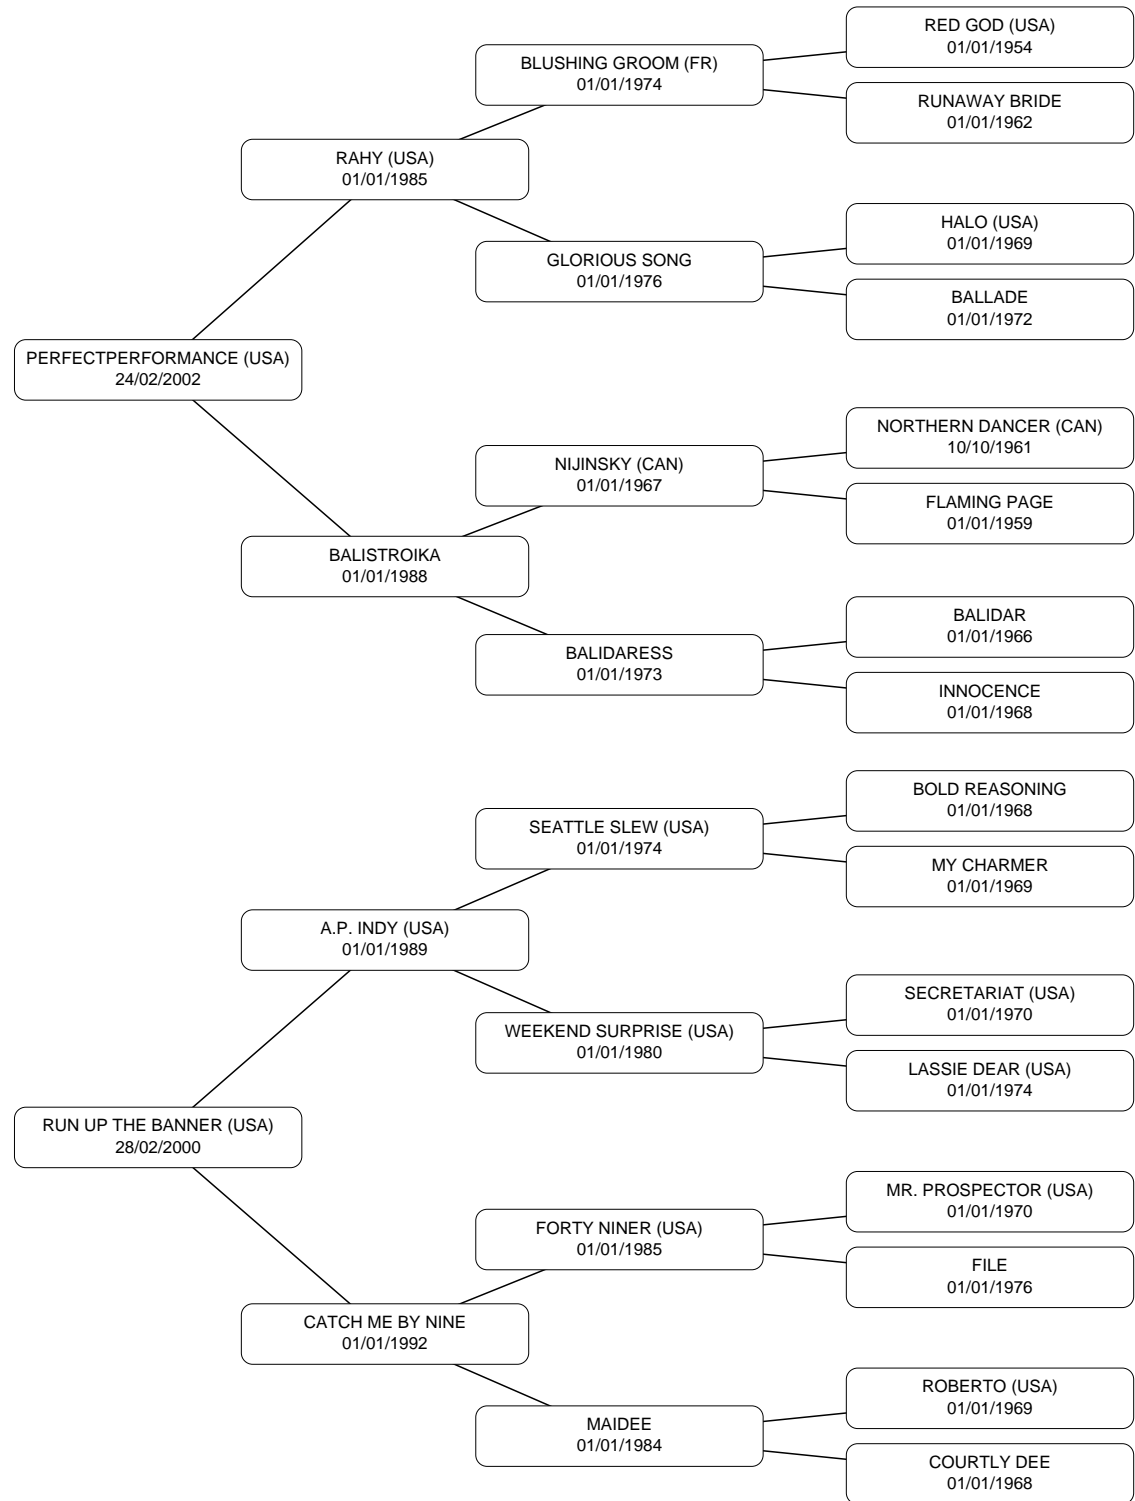 RED GOD (USA)
01/01/1954
BLUSHING GROOM (FR)
01/01/1974
RUNAWAY BRIDE
01/01/1962
RAHY (USA)
01/01/1985
HALO (USA)
01/01/1969
GLORIOUS SONG
01/01/1976
BALLADE
01/01/1972
PERFECTPERFORMANCE (USA)
24/02/2002
NORTHERN DANCER (CAN)
10/10/1961
NIJINSKY (CAN)
01/01/1967
FLAMING PAGE
01/01/1959
BALISTROIKA
01/01/1988
BALIDAR
01/01/1966
BALIDARESS
01/01/1973
INNOCENCE
01/01/1968
BOLD REASONING
01/01/1968
SEATTLE SLEW (USA)
01/01/1974
MY CHARMER
01/01/1969
A.P. INDY (USA)
01/01/1989
SECRETARIAT (USA)
01/01/1970
WEEKEND SURPRISE (USA)
01/01/1980
LASSIE DEAR (USA)
01/01/1974
RUN UP THE BANNER (USA)
28/02/2000
MR. PROSPECTOR (USA)
01/01/1970
FORTY NINER (USA)
01/01/1985
FILE
01/01/1976
CATCH ME BY NINE
01/01/1992
ROBERTO (USA)
01/01/1969
MAIDEE
01/01/1984
COURTLY DEE
01/01/1968